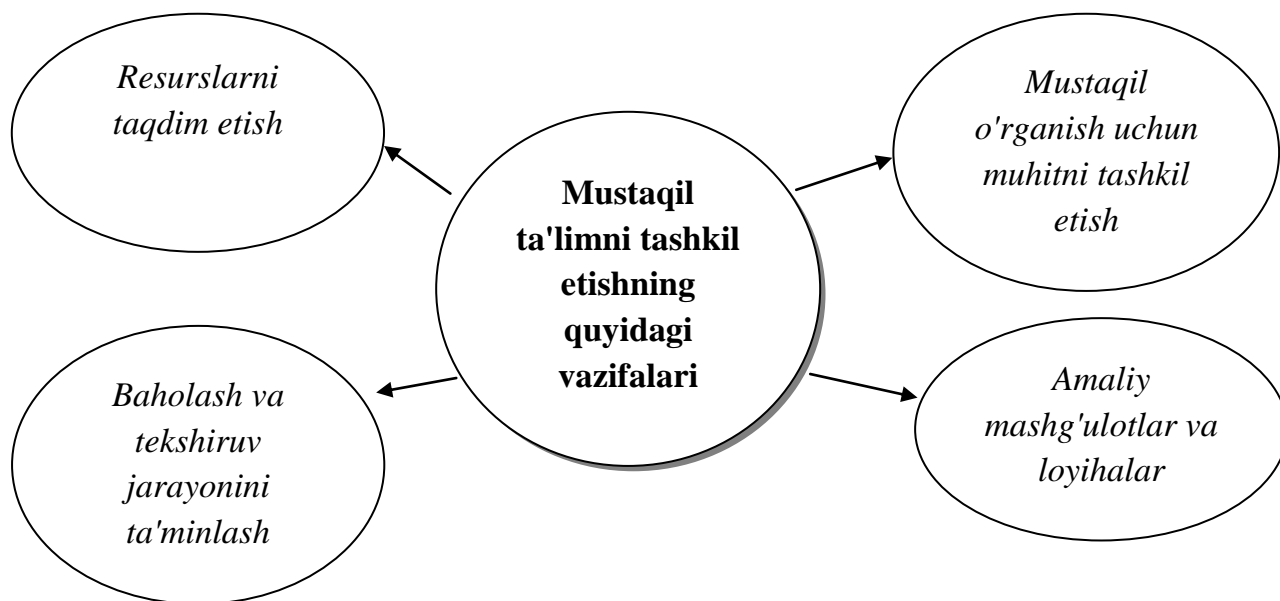 Resurslarni
taqdim etish
Mustaqil
o'rganish uchun
muhitni tashkil
etish
Mustaqil
ta'limni tashkil
etishning
quyidagi
vazifalari
Baholash va
tekshiruv
jarayonini
ta'minlash
Amaliy
mashg'ulotlar va
loyihalar